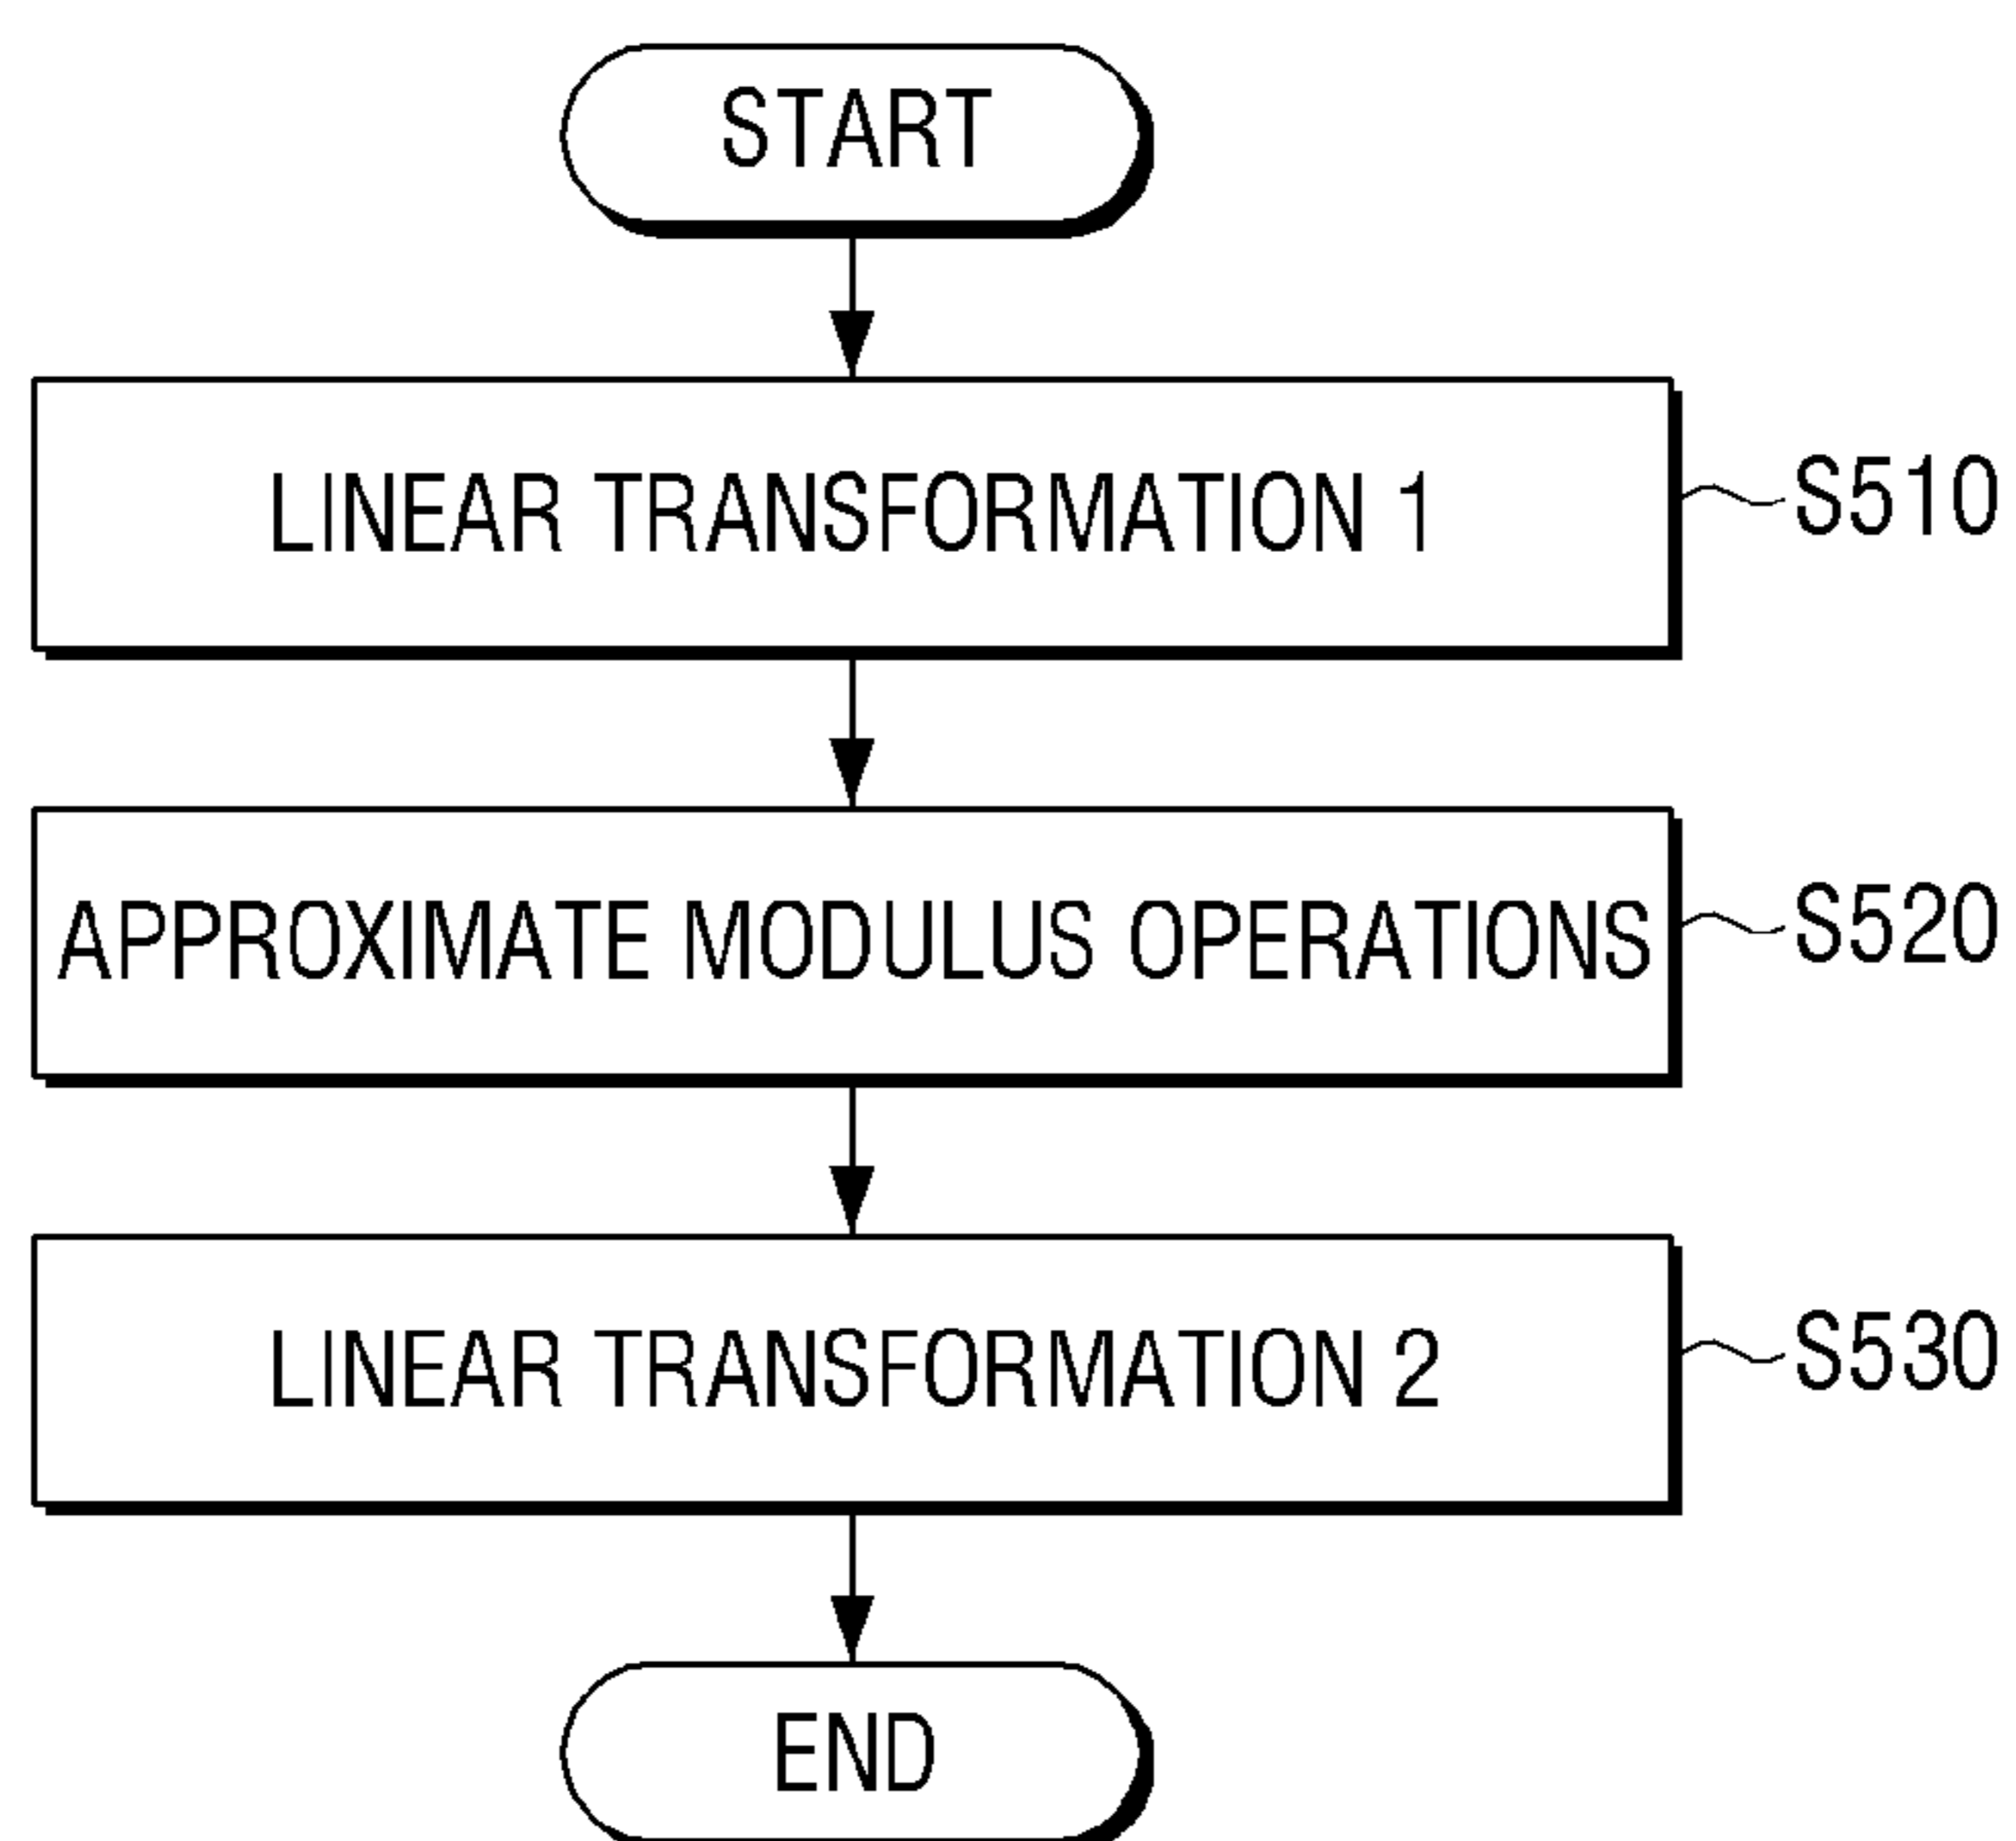 START
LINEAR TRANSFORMATION 1
S510
APPROXIMATE MODULUS OPERATIONS
S520
LINEAR TRANSFORMATION 2
S530
END